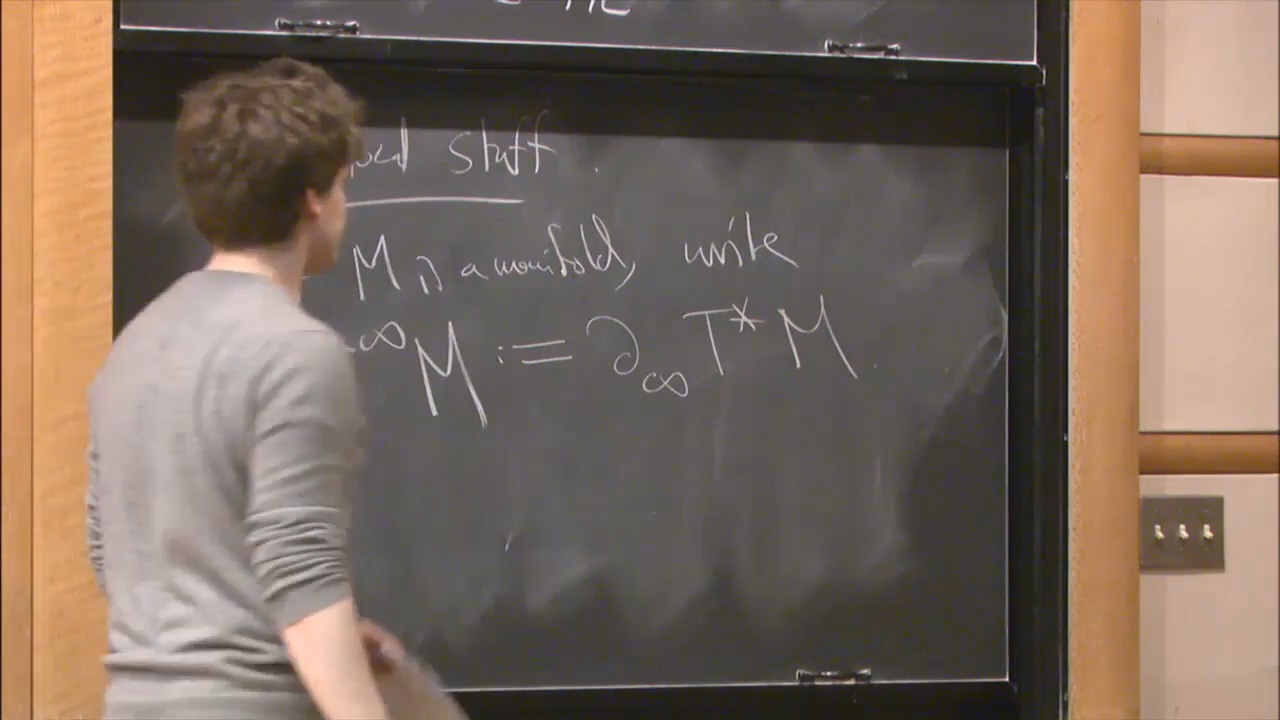 stuff.
M is a manifold, write
∞M := ∂∞ T*M.